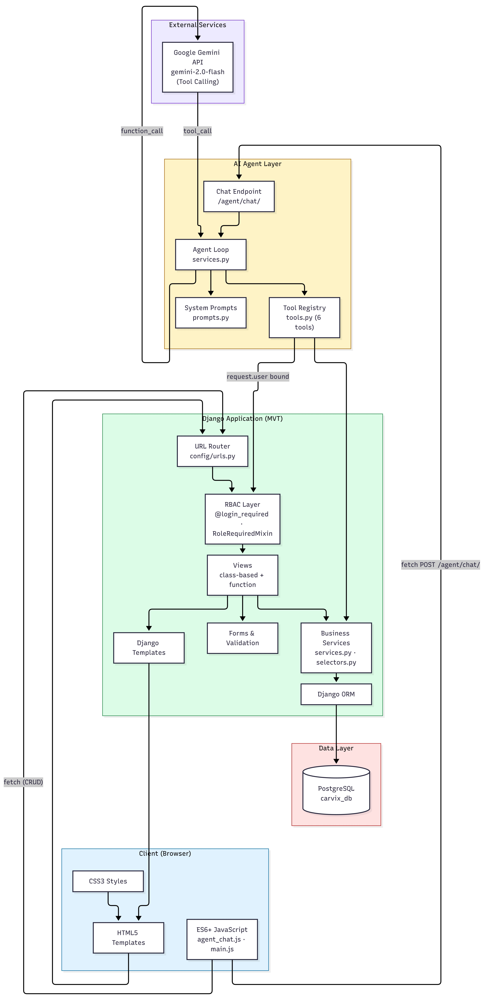 External Services
Google Gemini
API
gemini-2.0-flash
(Tool Calling)
function_call
tool_call
AI Agent Layer
Chat Endpoint
/agent/chat/
Agent Loop
services.py
System Prompts
prompts.py
Tool Registry
tools.py (6
tools)
request.user bound
Django Application (MVT)
URL Router
config/urls.py
RBAC Layer
@login_required
·
RoleRequiredMixin
Views
class-based +
function
fetch POST /agent/chat/
Django
Templates
Forms &
Validation
Business
Services
services.py ·
selectors.py
Django ORM
Data Layer
PostgreSQL
carvix_db
fetch (CRUD)
Client (Browser)
CSS3 Styles
HTML5
Templates
ES6+ JavaScript
agent_chat.js ·
main.js